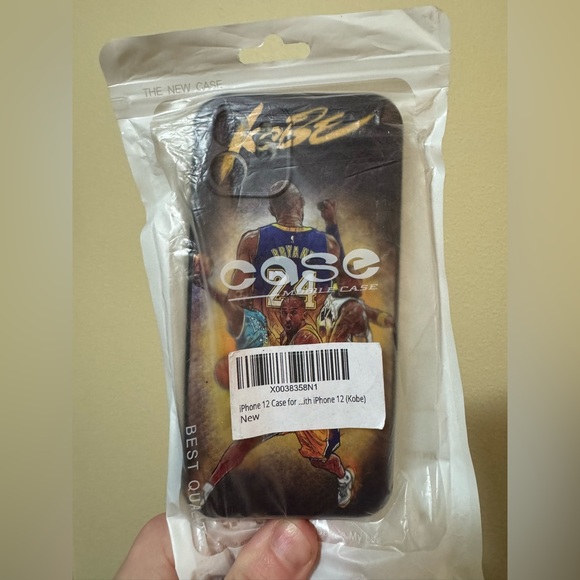 THE NEW CASE
KOBE
BRYANT
case
24
MOBILE CASE
X0038358N1
iPhone 12 Case for ...ith iPhone 12 (Kobe)
New
BEST QUA